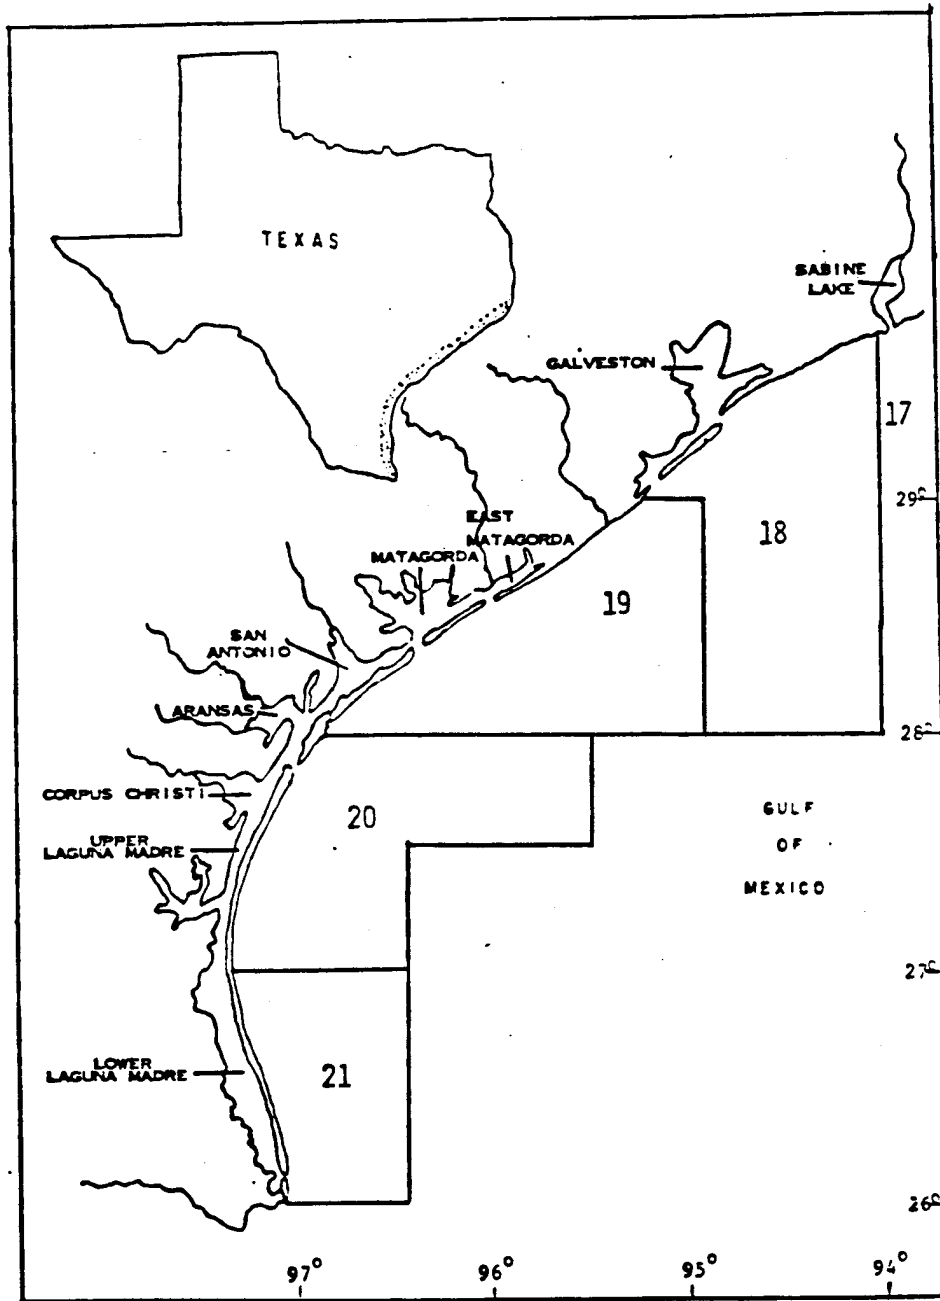 TEXAS
SABINE
LAKE
GALVESTON
17
29°
EAST
MATAGORDA
MATAGORDA
18
19
SAN
ANTONIO
ARANSAS
28°
CORPUS CHRISTI
20
GULF
OF
MEXICO
UPPER
LAGUNA MADRE
27°
LOWER
LAGUNA MADRE
21
26°
97°
96°
95°
94°